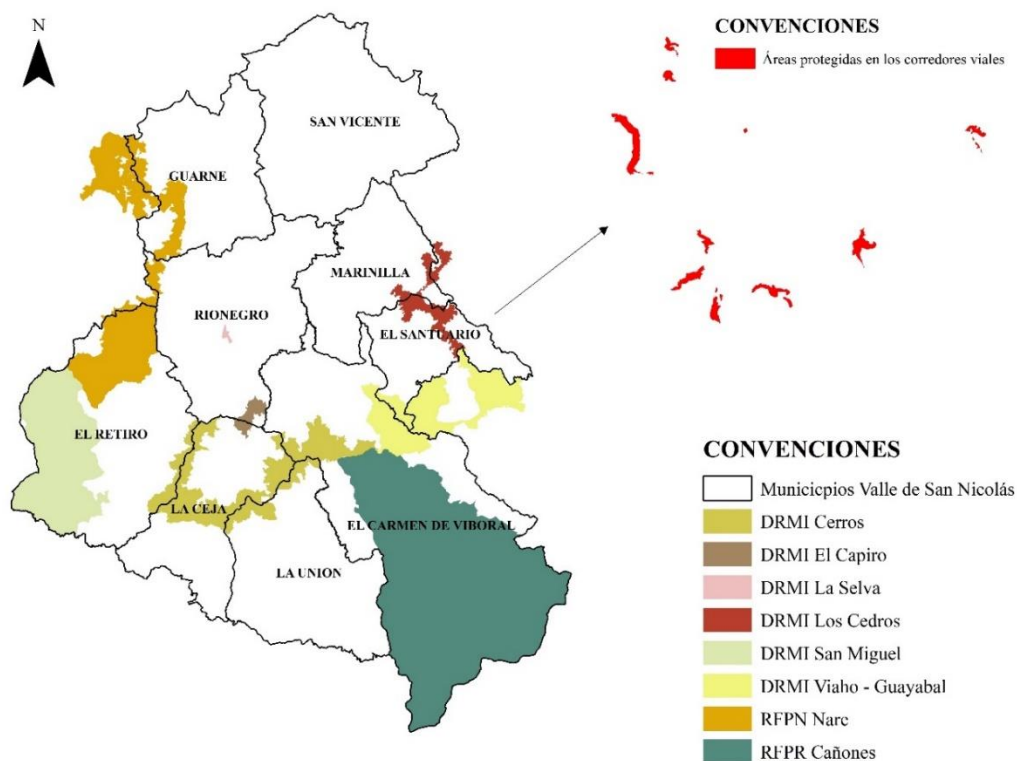 N
CONVENCIONES
Áreas protegidas en los corredores viales
SAN VICENTE
GUARNE
MARINILLA
RIONEGRO
EL SANTUARIO
EL RETIRO
LA CEJA
EL CARMEN DE VIBORAL
LA UNION
CONVENCIONES
Municicpios Valle de San Nicolás
DRMI Cerros
DRMI El Capiro
DRMI La Selva
DRMI Los Cedros
DRMI San Miguel
DRMI Viaho - Guayabal
RFPN Narc
RFPR Cañones